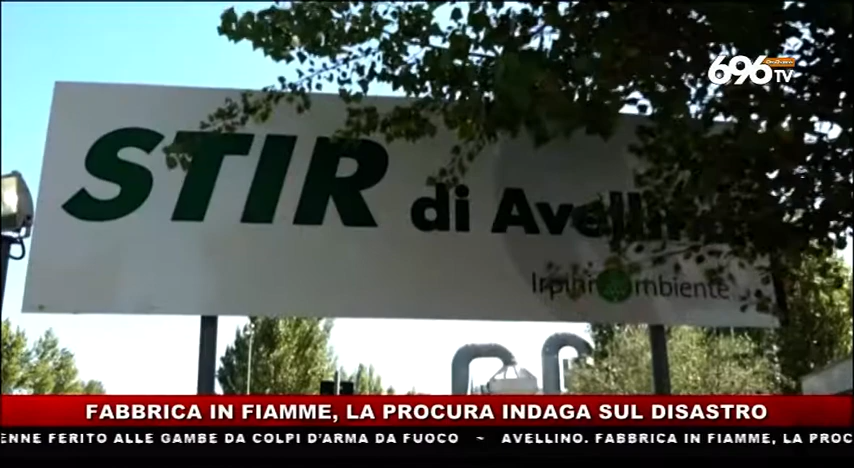 696 TV
STIR di Avellino
IrpiniAmbiente
FABBRICA IN FIAMME, LA PROCURA INDAGA SUL DISASTRO
ENNE FERITO ALLE GAMBE DA COLPI D'ARMA DA FUOCO ~ AVELLINO. FABBRICA IN FIAMME, LA PROC